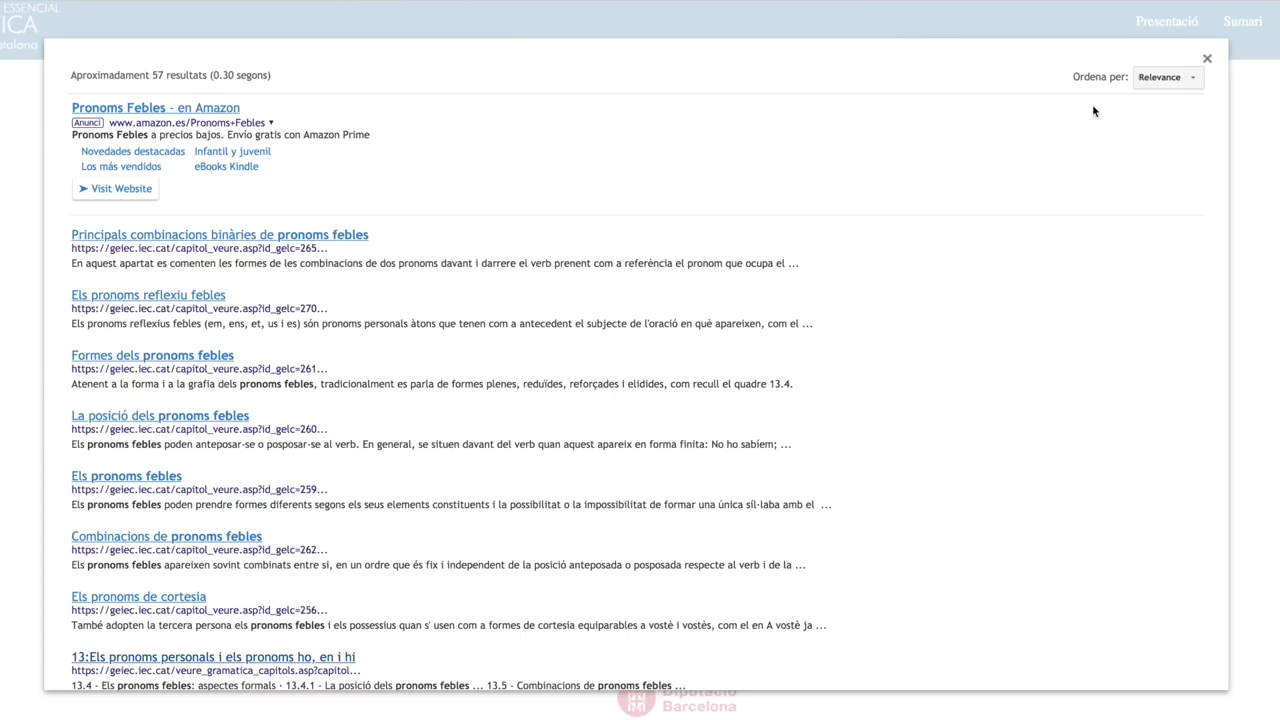 ESSENCIAL
Presentació
Sumari
Aproximadament 57 resultats (0.30 segons)
Ordena per:
Relevance
Pronoms Febles - en Amazon
Anunci www.amazon.es/Pronoms+Febles
Pronoms Febles a precios bajos. Envío gratis con Amazon Prime
Novedades destacadas Infantil y juvenil
Los más vendidos eBooks Kindle
Visit Website
Principals combinacions binàries de pronoms febles
https://geiec.iec.cat/capitol_veure.asp?id_gelc=265...
En aquest apartat es comenten les formes de les combinacions de dos pronoms davant i darrere el verb prenent com a referència el pronom que ocupa el ...
Els pronoms reflexiu febles
https://geiec.iec.cat/capitol_veure.asp?id_gelc=270...
Els pronoms reflexius febles (em, ens, et, us i es) són pronoms personals àtons que tenen com a antecedent el subjecte de l'oració en què apareixen, com el ...
Formes dels pronoms febles
https://geiec.iec.cat/capitol_veure.asp?id_gelc=261...
Atenent a la forma i a la grafia dels pronoms febles, tradicionalment es parla de formes plenes, reduïdes, reforçades i elidides, com recull el quadre 13.4.
La posició dels pronoms febles
https://geiec.iec.cat/capitol_veure.asp?id_gelc=260...
Els pronoms febles poden anteposar-se o posposar-se al verb. En general, se situen davant del verb quan aquest apareix en forma finita: No ho sabíem; ...
Els pronoms febles
https://geiec.iec.cat/capitol_veure.asp?id_gelc=259...
Els pronoms febles poden prendre formes diferents segons els seus elements constituents i la possibilitat o la impossibilitat de formar una única síl·laba amb el ...
Combinacions de pronoms febles
https://geiec.iec.cat/capitol_veure.asp?id_gelc=262...
Els pronoms febles apareixen sovint combinats entre si, en un ordre que és fix i independent de la posició anteposada o posposada respecte al verb i de la ...
Els pronoms de cortesia
https://geiec.iec.cat/capitol_veure.asp?id_gelc=256...
També adopten la tercera persona els pronoms febles i els possessius quan s' usen com a formes de cortesia equiparables a vostè i vostès, com el en A vostè ja ...
13:Els pronoms personals i els pronoms ho, en i hi
https://geiec.iec.cat/veure_gramatica_capitols.asp?capitol...
13.4 - Els pronoms febles: aspectes formals · 13.4.1 - La posició dels pronoms febles ... 13.5 - Combinacions de pronoms febles ...
Diputació
Barcelona